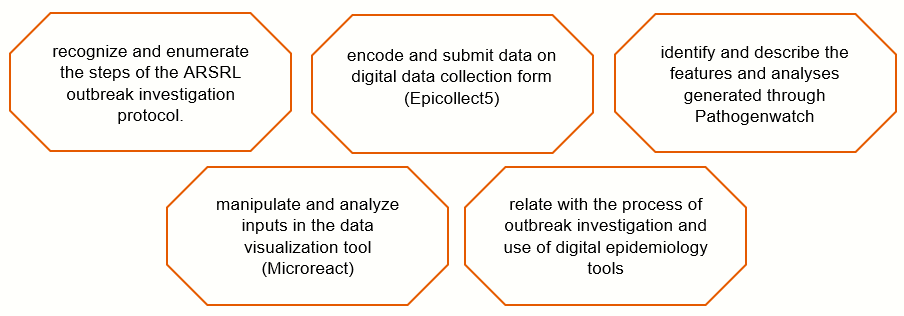 recognize and enumerate
the steps of the ARSRL
outbreak investigation
protocol.
encode and submit data on
digital data collection form
(Epicollect5)
identify and describe the
features and analyses
generated through
Pathogenwatch
manipulate and analyze
inputs in the data
visualization tool
(Microreact)
relate with the process of
outbreak investigation and
use of digital epidemiology
tools